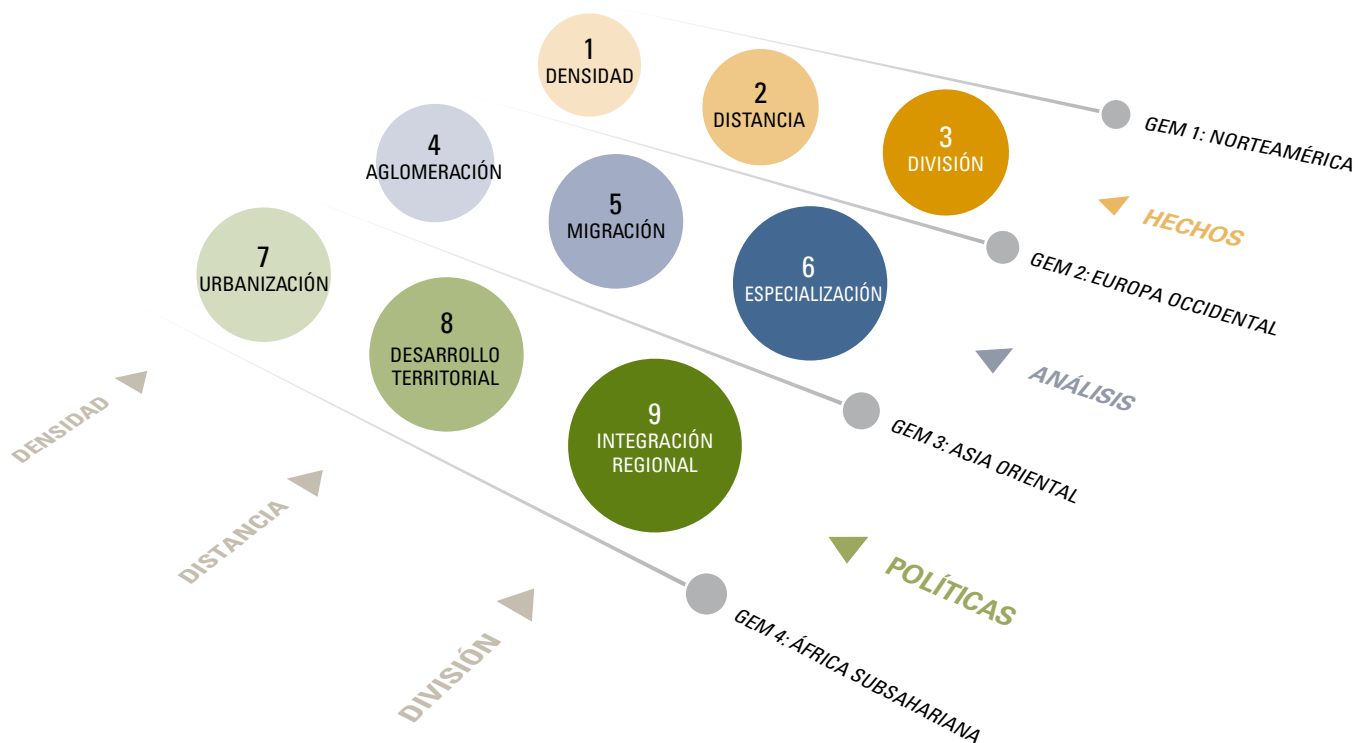 1
DENSIDAD
2
DISTANCIA
3
DIVISIÓN
GEM 1: NORTEAMÉRICA
HECHOS
4
AGLOMERACIÓN
5
MIGRACIÓN
6
ESPECIALIZACIÓN
GEM 2: EUROPA OCCIDENTAL
ANÁLISIS
7
URBANIZACIÓN
8
DESARROLLO
TERRITORIAL
9
INTEGRACIÓN
REGIONAL
GEM 3: ASIA ORIENTAL
POLÍTICAS
GEM 4: ÁFRICA SUBSAHARIANA
DENSIDAD
DISTANCIA
DIVISIÓN